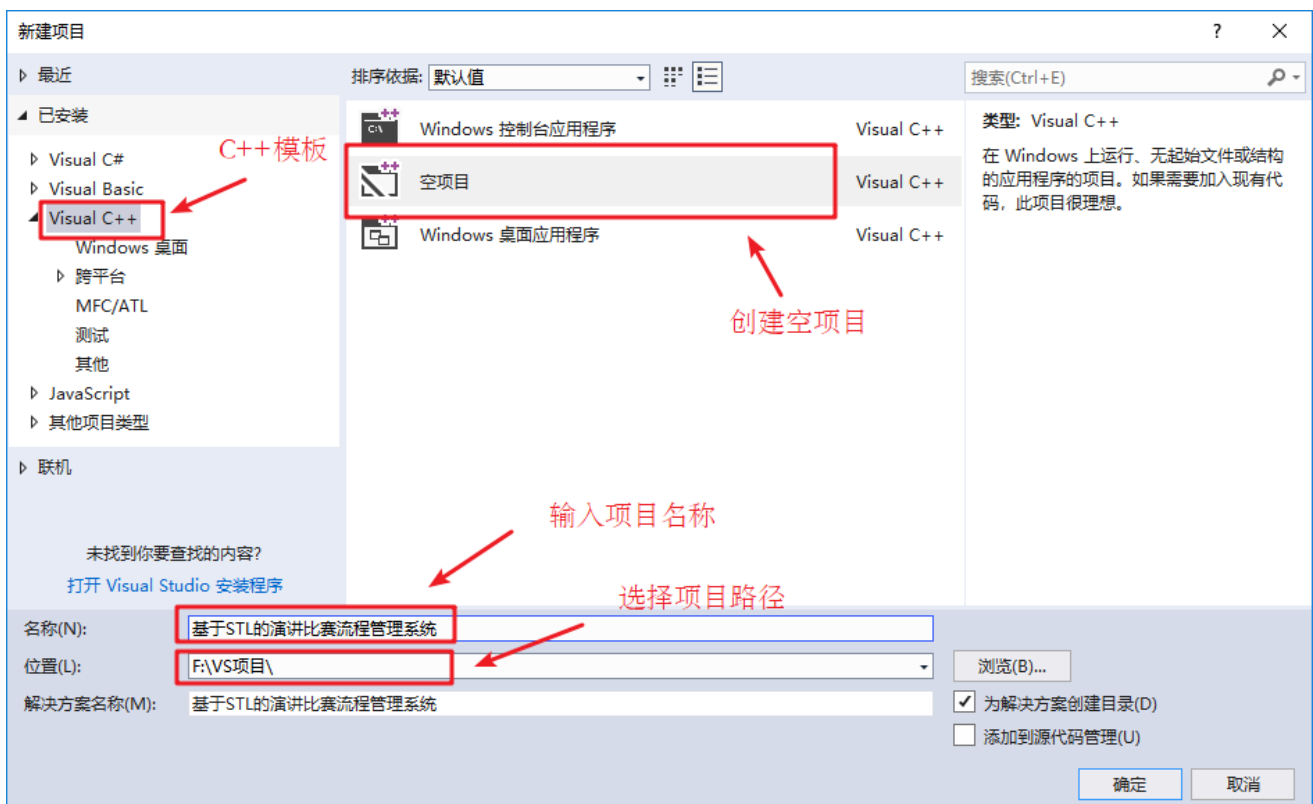 新建项目
?
最近
排序依据: 默认值
搜索(Ctrl+E)
已安装
Visual C#
Visual Basic
Visual C++
Windows 桌面
跨平台
MFC/ATL
测试
其他
JavaScript
其他项目类型
联机
未找到你要查找的内容?
打开 Visual Studio 安装程序
C++模板
Windows 控制台应用程序 Visual C++
空项目 Visual C++
Windows 桌面应用程序 Visual C++
创建空项目
类型: Visual C++
在 Windows 上运行、无起始文件或结构
的应用程序的项目。如果需要加入现有代
码，此项目很理想。
输入项目名称
选择项目路径
名称(N): 基于STL的演讲比赛流程管理系统
位置(L): F:\VS项目\
浏览(B)...
解决方案名称(M): 基于STL的演讲比赛流程管理系统
为解决方案创建目录(D)
添加到源代码管理(U)
确定
取消